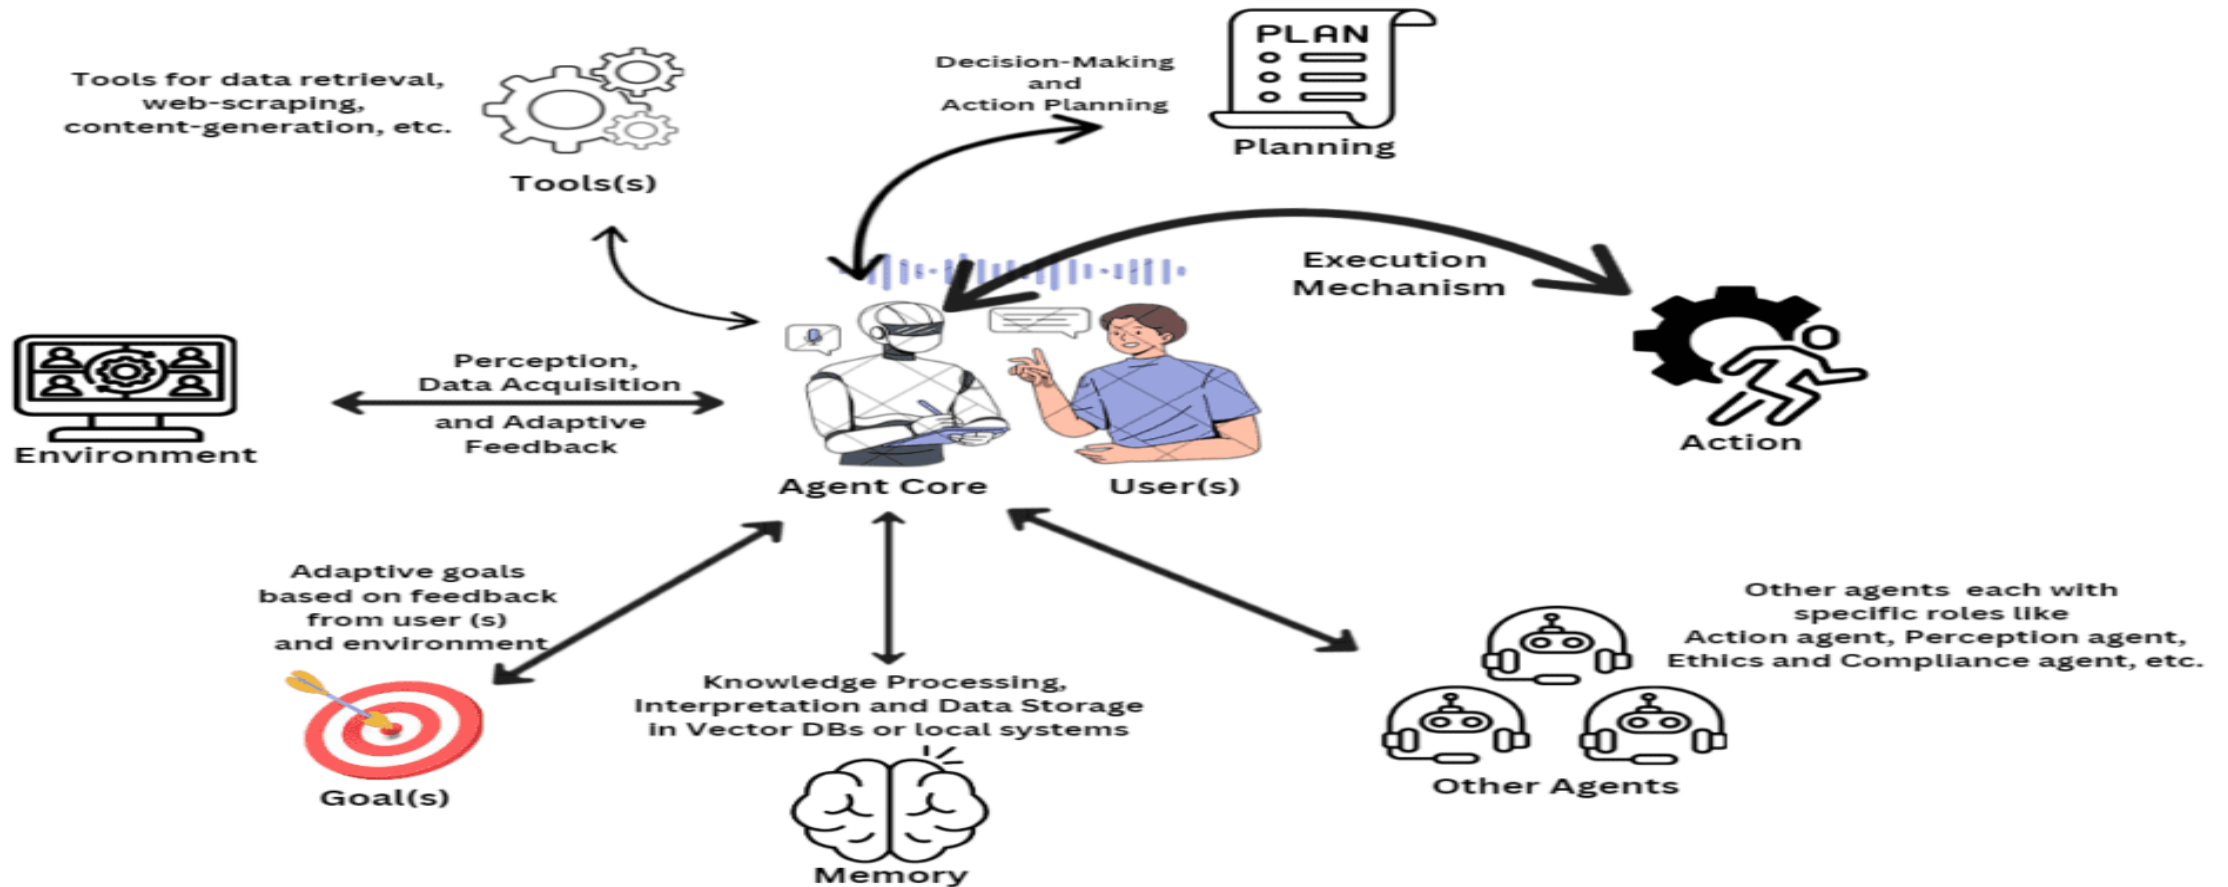 Tools for data retrieval,
web-scraping,
content-generation, etc.
Tools(s)
Decision-Making
and
Action Planning
PLAN
Planning
Execution
Mechanism
Action
Perception,
Data Acquisition
and Adaptive
Feedback
Environment
Agent Core
User(s)
Adaptive goals
based on feedback
from user (s)
and environment
Goal(s)
Knowledge Processing,
Interpretation and Data Storage
in Vector DBs or local systems
Memory
Other agents each with
specific roles like
Action agent, Perception agent,
Ethics and Compliance agent, etc.
Other Agents